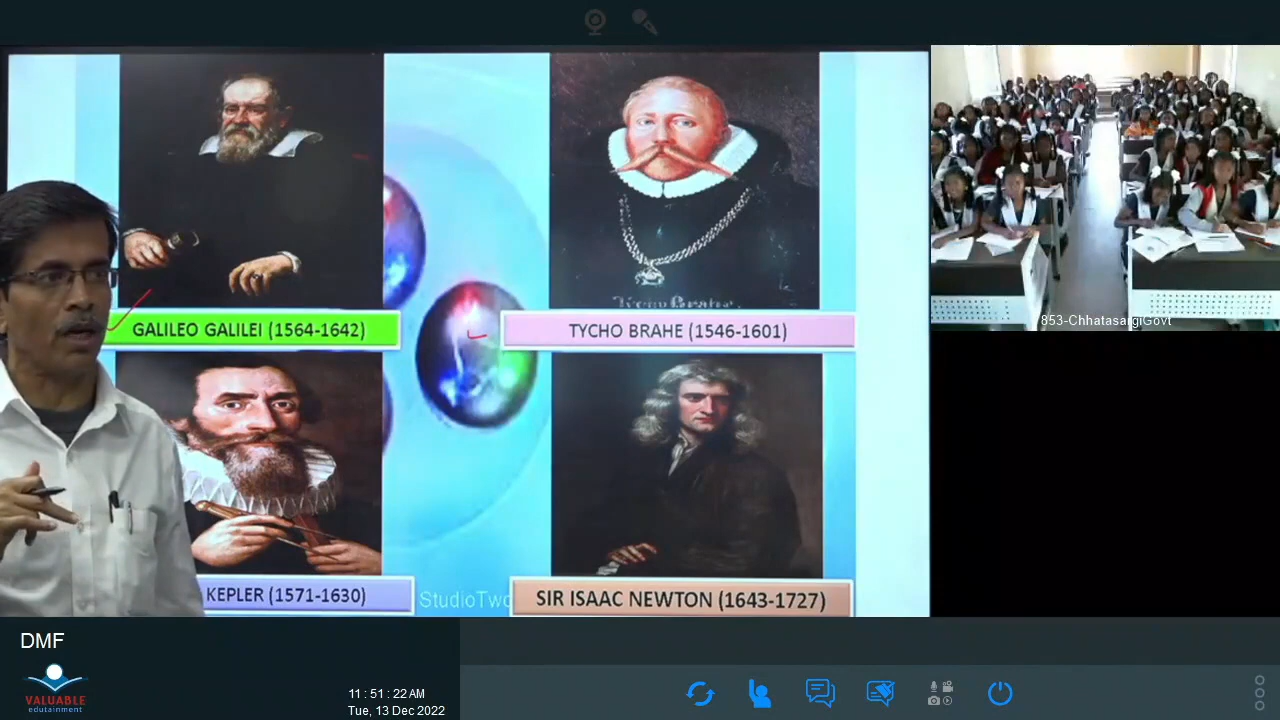 GALILEO GALILEI (1564-1642)
TYCHO BRAHE (1546-1601)
KEPLER (1571-1630)
SIR ISAAC NEWTON (1643-1727)
StudioTwo
853-ChhatasargiGovt
DMF
VALUABLE
edutainment
11 : 51 : 22 AM
Tue, 13 Dec 2022